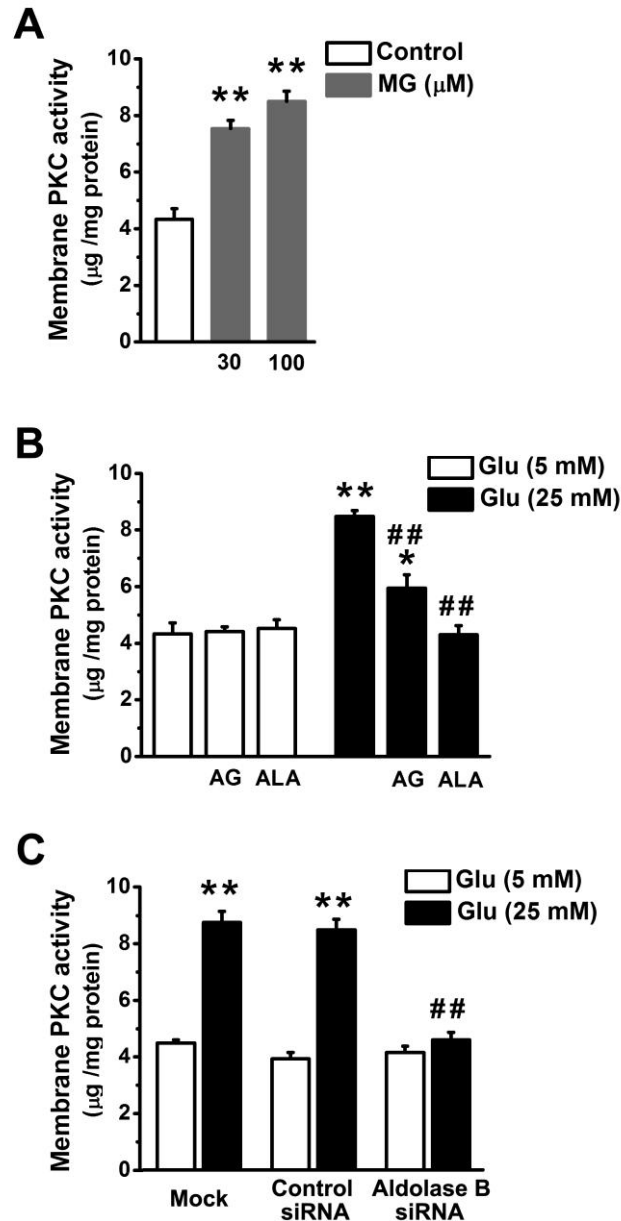 A
Control
MG (μM)
** **
Membrane PKC activity
(μg /mg protein)
10
8
6
4
2
0
30 100
B
Glu (5 mM)
Glu (25 mM)
Membrane PKC activity
(μg /mg protein)
10
8
6
4
2
0
**
##
*
##
AG ALA AG ALA
C
Glu (5 mM)
Glu (25 mM)
Membrane PKC activity
(μg /mg protein)
10
8
6
4
2
0
** **
##
Mock
Control
siRNA
Aldolase B
siRNA